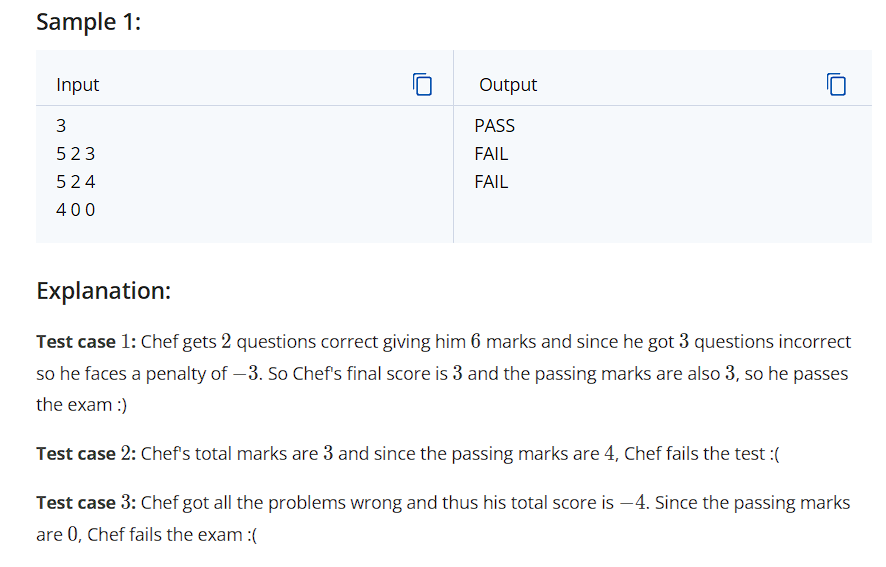 Sample 1:
Input
Output
3
5 2 3
5 2 4
4 0 0
PASS
FAIL
FAIL
Explanation:
Test case 1: Chef gets 2 questions correct giving him 6 marks and since he got 3 questions incorrect
so he faces a penalty of −3. So Chef's final score is 3 and the passing marks are also 3, so he passes
the exam :)
Test case 2: Chef's total marks are 3 and since the passing marks are 4, Chef fails the test :(
Test case 3: Chef got all the problems wrong and thus his total score is −4. Since the passing marks
are 0, Chef fails the exam :(